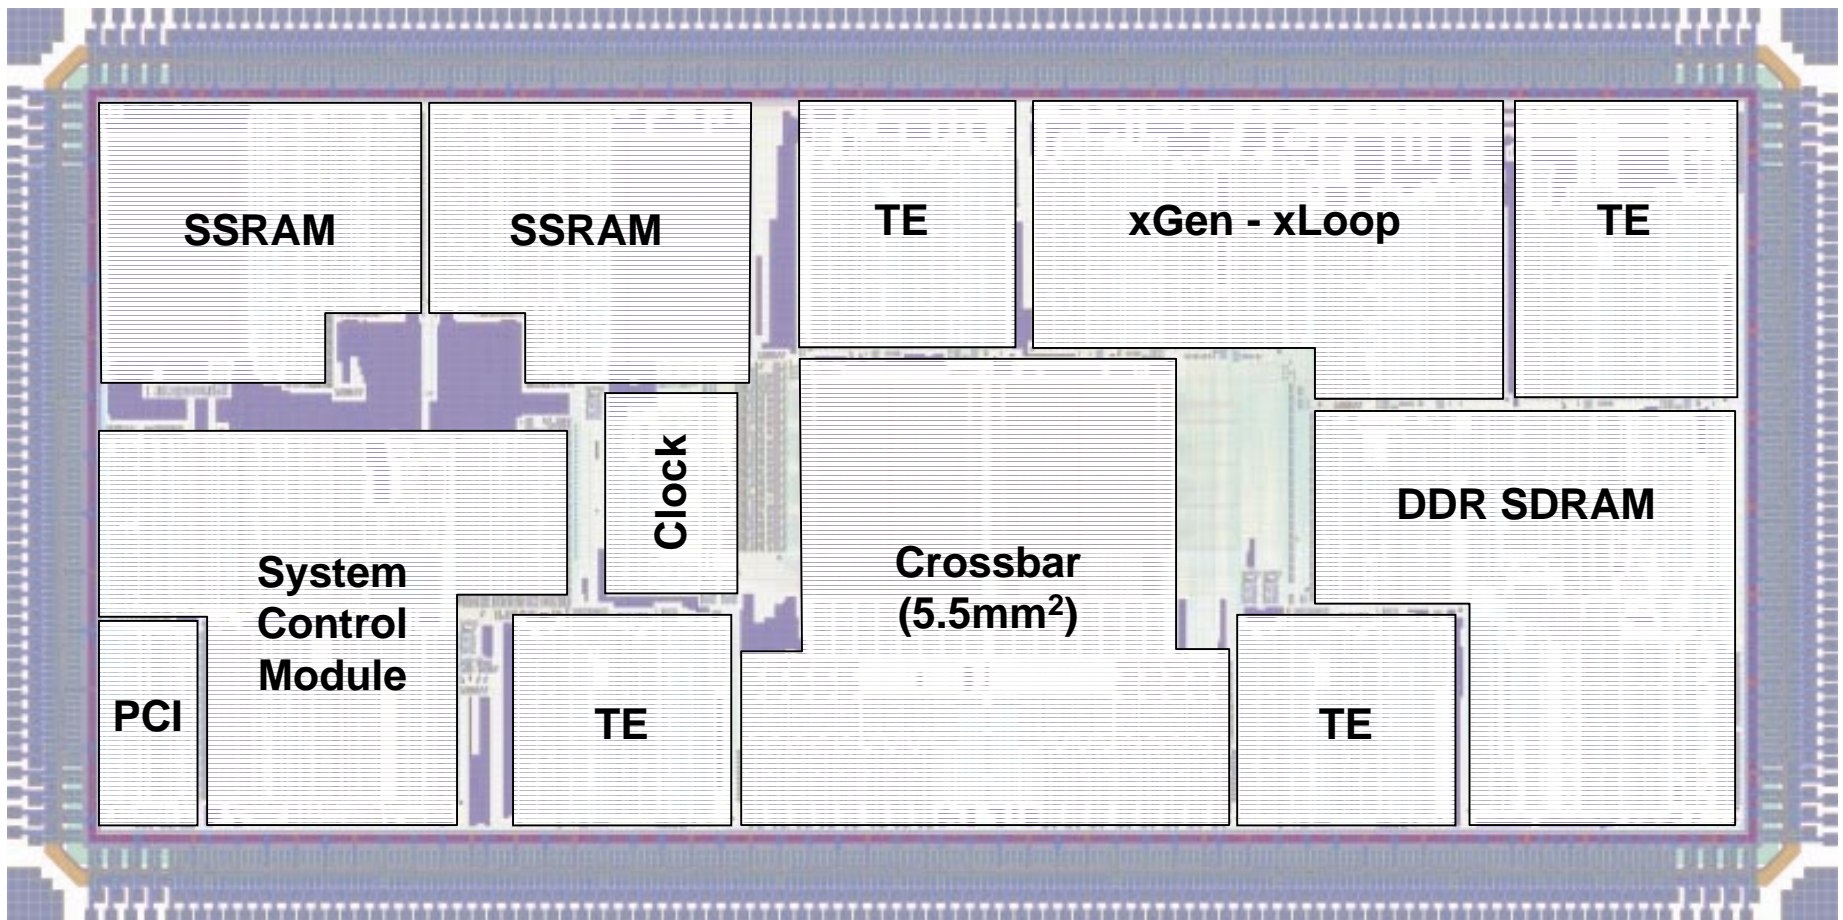 SSRAM
SSRAM
TE
xGen - xLoop
TE
Clock
DDR SDRAM
Crossbar
(5.5mm²)
System
Control
Module
PCI
TE
TE